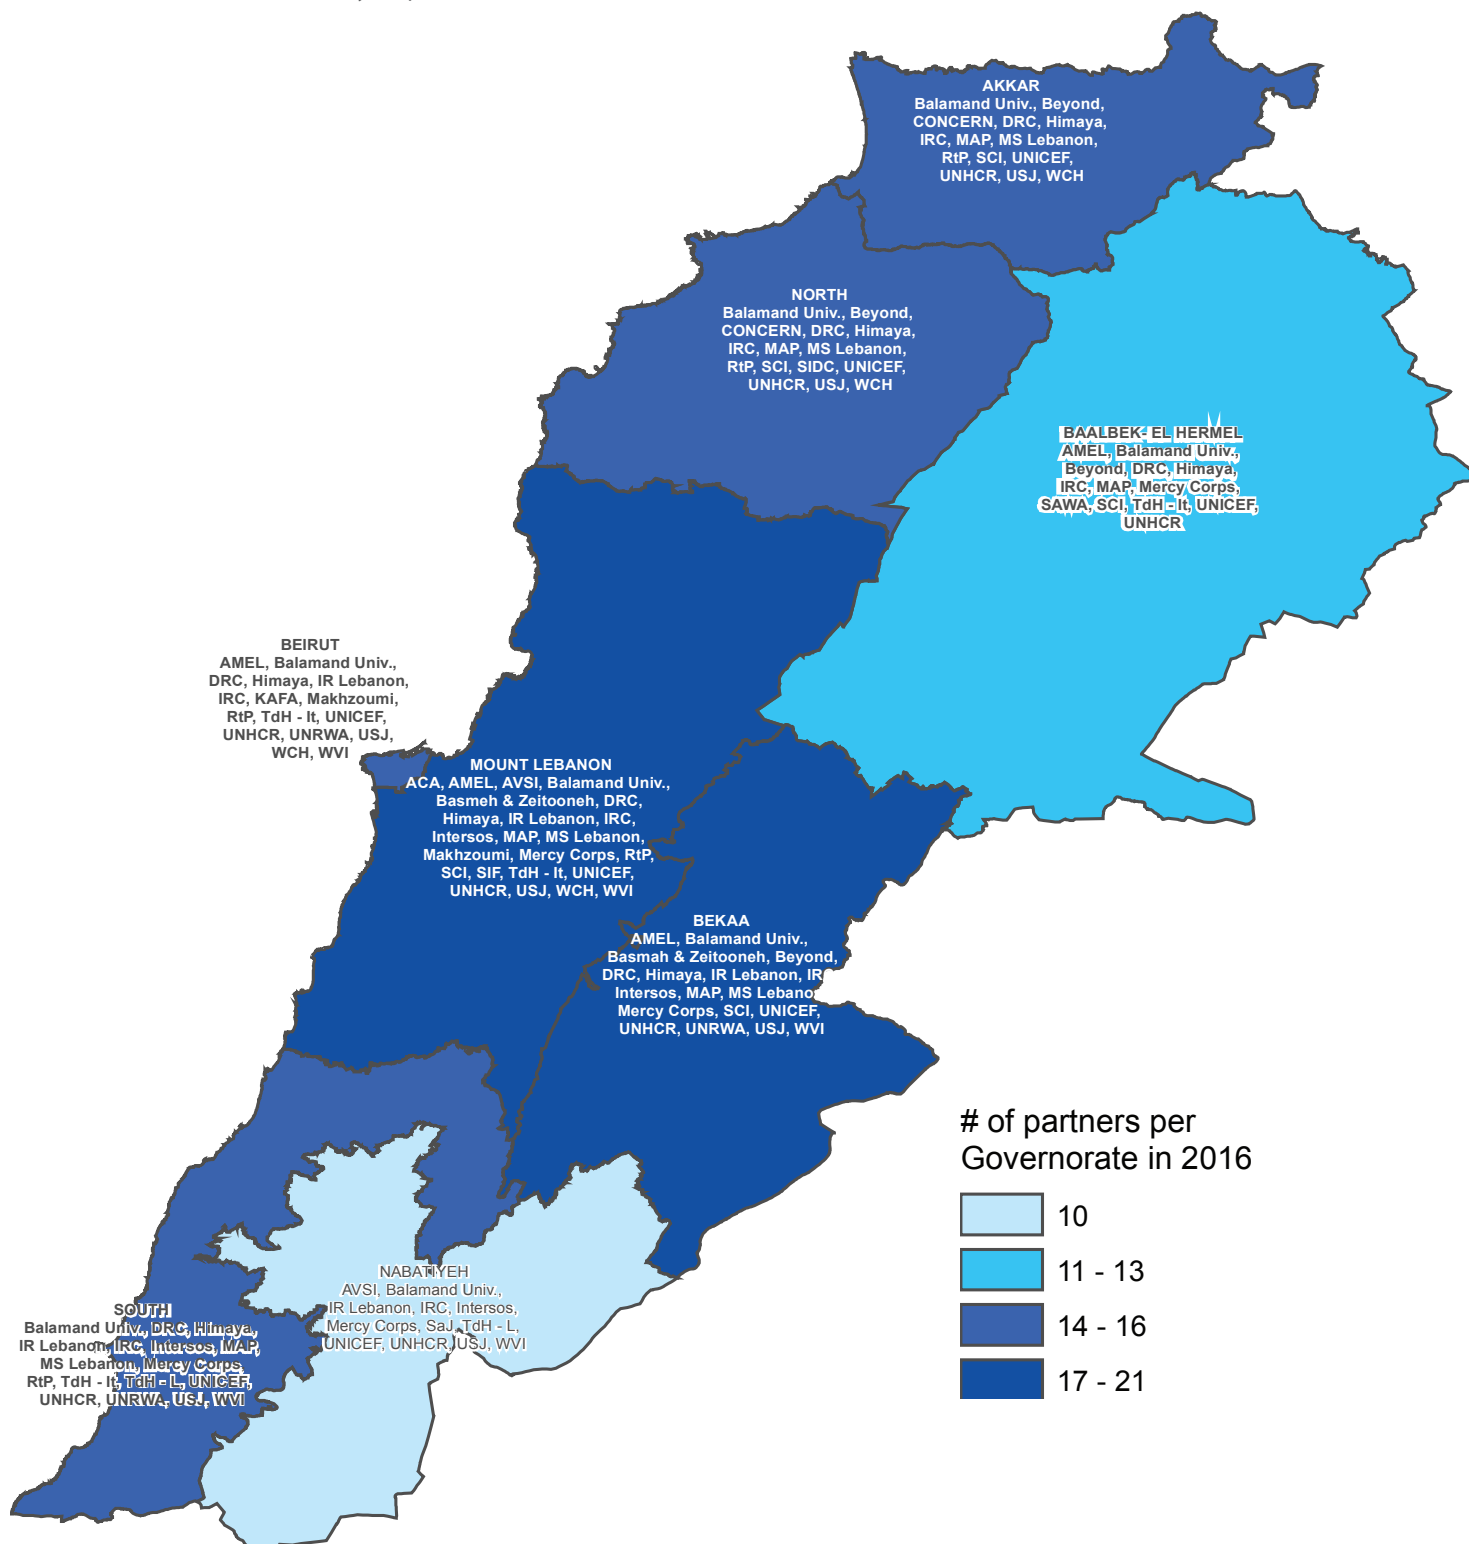 AKKAR
Balamand Univ., Beyond,
CONCERN, DRC, Himaya,
IRC, MAP, MS Lebanon,
RtP, SCI, UNICEF,
UNHCR, USJ, WCH
NORTH
Balamand Univ., Beyond,
CONCERN, DRC, Himaya,
IRC, MAP, MS Lebanon,
RtP, SCI, SIDC, UNICEF,
UNHCR, USJ, WCH
BAALBEK- EL HERMEL
AMEL, Balamand Univ.,
Beyond, DRC, Himaya,
IRC, MAP, Mercy Corps,
SAWA, SCI, TdH - It, UNICEF,
UNHCR
BEIRUT
AMEL, Balamand Univ.,
DRC, Himaya, IR Lebanon,
IRC, KAFA, Makhzoumi,
RtP, TdH - It, UNICEF,
UNHCR, UNRWA, USJ,
WCH, WVI
MOUNT LEBANON
ACA, AMEL, AVSI, Balamand Univ.,
Basmeh & Zeitooneh, DRC,
Himaya, IR Lebanon, IRC,
Intersos, MAP, MS Lebanon,
Makhzoumi, Mercy Corps, RtP,
SCI, SIF, TdH - It, UNICEF,
UNHCR, USJ, WCH, WVI
BEKAA
AMEL, Balamand Univ.,
Basmah & Zeitooneh, Beyond,
DRC, Himaya, IR Lebanon, IR
Intersos, MAP, MS Lebano
Mercy Corps, SCI, UNICEF,
UNHCR, UNRWA, USJ, WVI
NABATIYEH
AVSI, Balamand Univ.,
IR Lebanon, IRC, Intersos,
Mercy Corps, SaJ, TdH - L,
UNICEF, UNHCR, USJ, WVI
SOUTH
Balamand Univ., DRC, Himaya,
IR Lebanon, IRC, Intersos, MAP,
MS Lebanon, Mercy Corps,
RtP, TdH - It, TdH - L, UNICEF,
UNHCR, UNRWA, USJ, WVI
# of partners per
Governorate in 2016
10
11 - 13
14 - 16
17 - 21